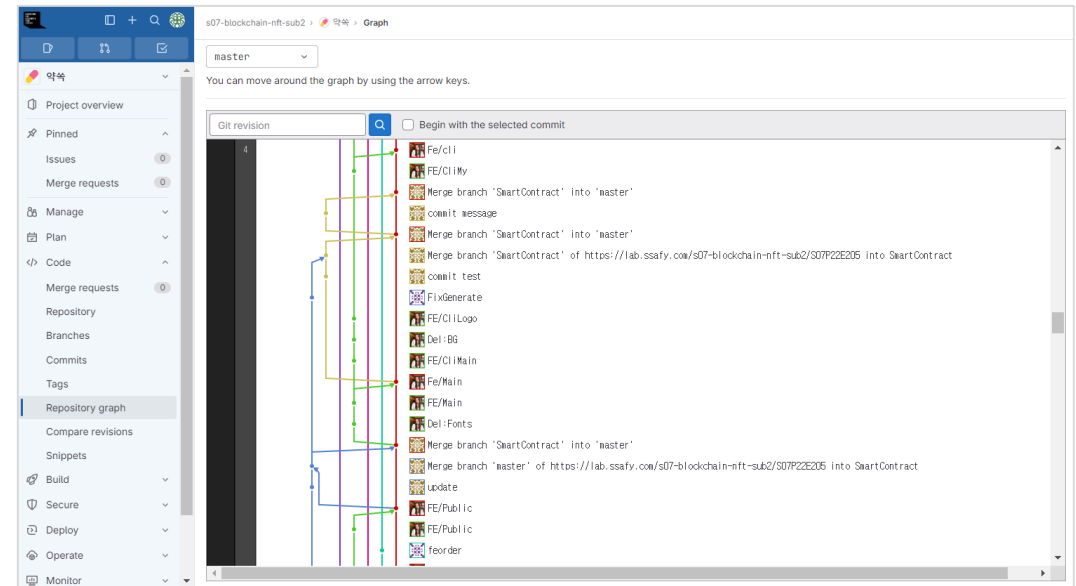 s07-blockchain-nft-sub2 › 약쏙 › Graph
약쏙
Project overview
Pinned
Issues 0
Merge requests 0
Manage
Plan
Code
Merge requests 0
Repository
Branches
Commits
Tags
Repository graph
Compare revisions
Snippets
Build
Secure
Deploy
Operate
Monitor
master
You can move around the graph by using the arrow keys.
Git revision
Begin with the selected commit
4
Fe/cli
FE/CliMy
Merge branch 'SmartContract' into 'master'
commit message
Merge branch 'SmartContract' into 'master'
Merge branch 'SmartContract' of https://lab.ssafy.com/s07-blockchain-nft-sub2/S07P22E205 into SmartContract
commit test
FixGenerate
FE/CliLogo
Del:BG
FE/CliMain
Fe/Main
FE/Main
Del:Fonts
Merge branch 'SmartContract' into 'master'
Merge branch 'master' of https://lab.ssafy.com/s07-blockchain-nft-sub2/S07P22E205 into SmartContract
update
FE/Public
FE/Public
feorder